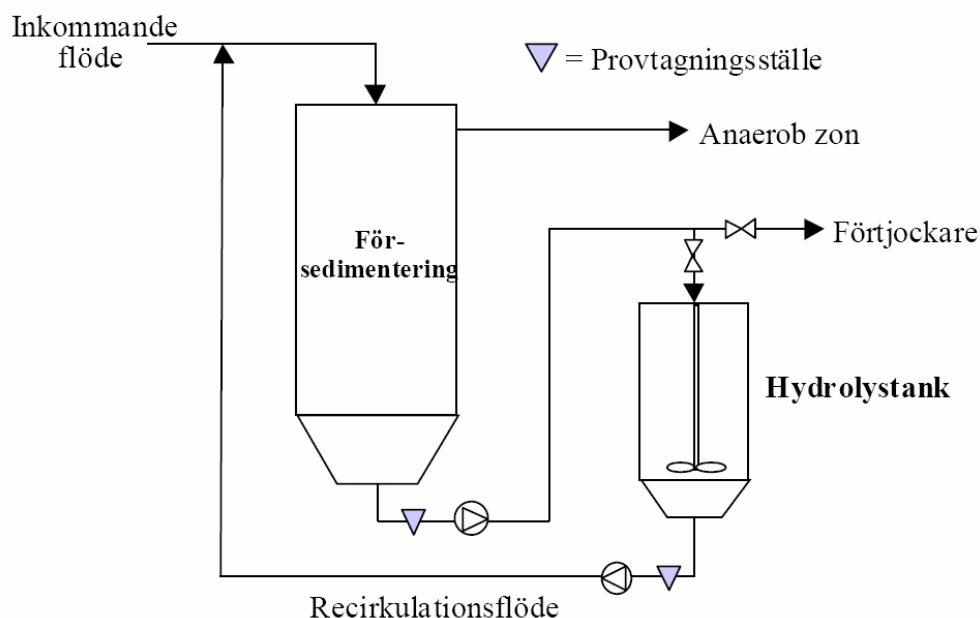 Inkommande
flöde
= Provtagningsställe
Anaerob zon
För-
sedimentering
Förtjockare
Hydrolystank
Recirkulationsflöde